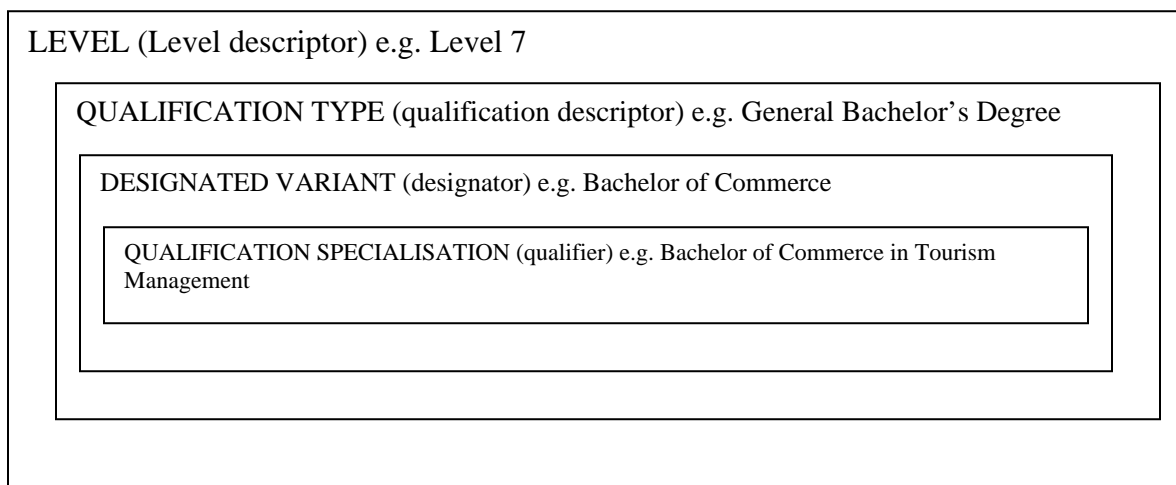 LEVEL (Level descriptor) e.g. Level 7
QUALIFICATION TYPE (qualification descriptor) e.g. General Bachelor’s Degree
DESIGNATED VARIANT (designator) e.g. Bachelor of Commerce
QUALIFICATION SPECIALISATION (qualifier) e.g. Bachelor of Commerce in Tourism
Management